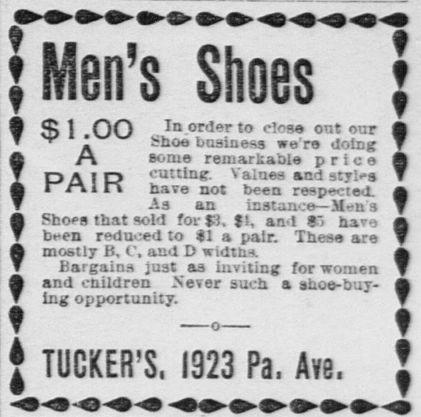 Men's Shoes
$1.00
A
PAIR
In order to close out our
Shoe business we're doing
some remarkable price
cutting. Values and styles
have not been respected.
As an instance—Men's
Shoes that sold for $3, $4, and $5 have
been reduced to $1 a pair. These are
mostly B, C, and D widths.
Bargains just as inviting for women
and children Never such a shoe-buy-
ing opportunity.
—o—
TUCKER'S, 1923 Pa. Ave.